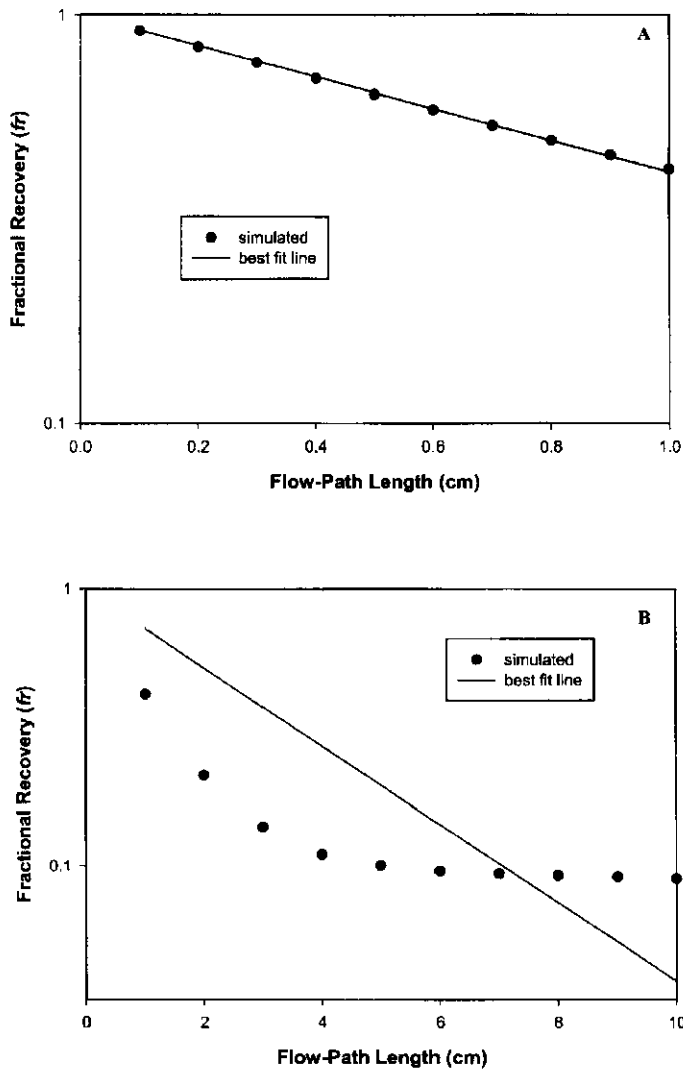 1
A
Fractional Recovery (fr)
simulated
best fit line
0.1
0.0 0.2 0.4 0.6 0.8 1.0
Flow-Path Length (cm)
1
B
simulated
best fit line
Fractional Recovery (fr)
0.1
0 2 4 6 8 10
Flow-Path Length (cm)